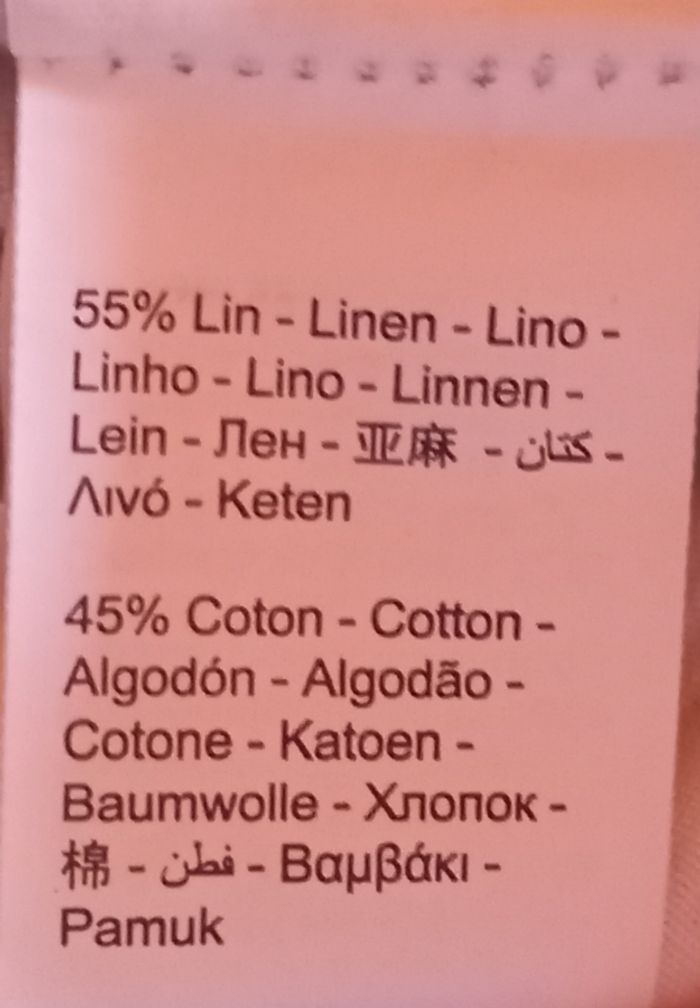 55% Lin - Linen - Lino -
Linho - Lino - Linnen -
Lein - Лен - 亚麻 - كتان -
Λινό - Keten
45% Coton - Cotton -
Algodón - Algodão -
Cotone - Katoen -
Baumwolle - Хлопок -
棉 - قطن - Βαμβάκι -
Pamuk